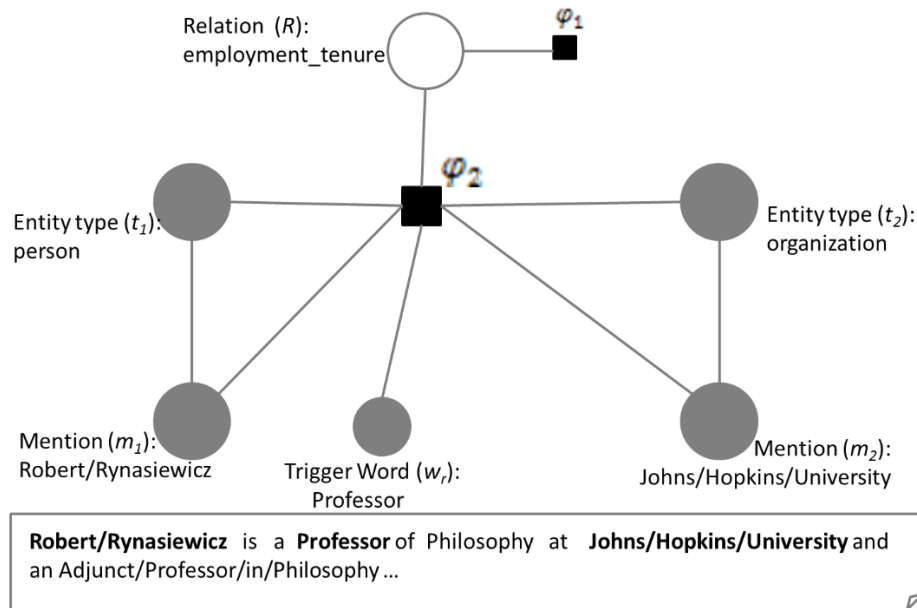 φ₁
Relation (R):
employment_tenure
φ₂
Entity type (t₁):
person
Entity type (t₂):
organization
Mention (m₁):
Robert/Rynasiewicz
Trigger Word (wᵣ):
Professor
Mention (m₂):
Johns/Hopkins/University
Robert/Rynasiewicz is a Professor of Philosophy at Johns/Hopkins/University and
an Adjunct/Professor/in/Philosophy ...